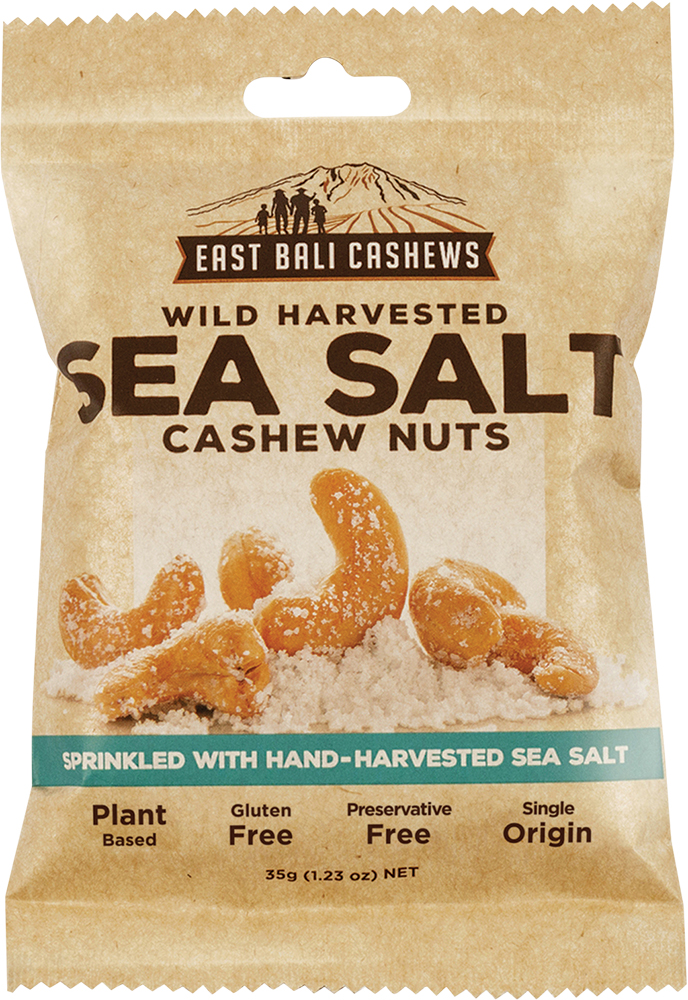 EAST BALI CASHEWS
WILD HARVESTED
SEA SALT
CASHEW NUTS
SPRINKLED WITH HAND-HARVESTED SEA SALT
Plant
Based
Gluten
Free
Preservative
Free
Single
Origin
35g (1.23 oz) NET